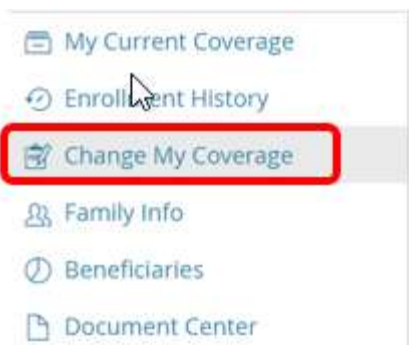 My Current Coverage
Enrollment History
Change My Coverage
Family Info
Beneficiaries
Document Center